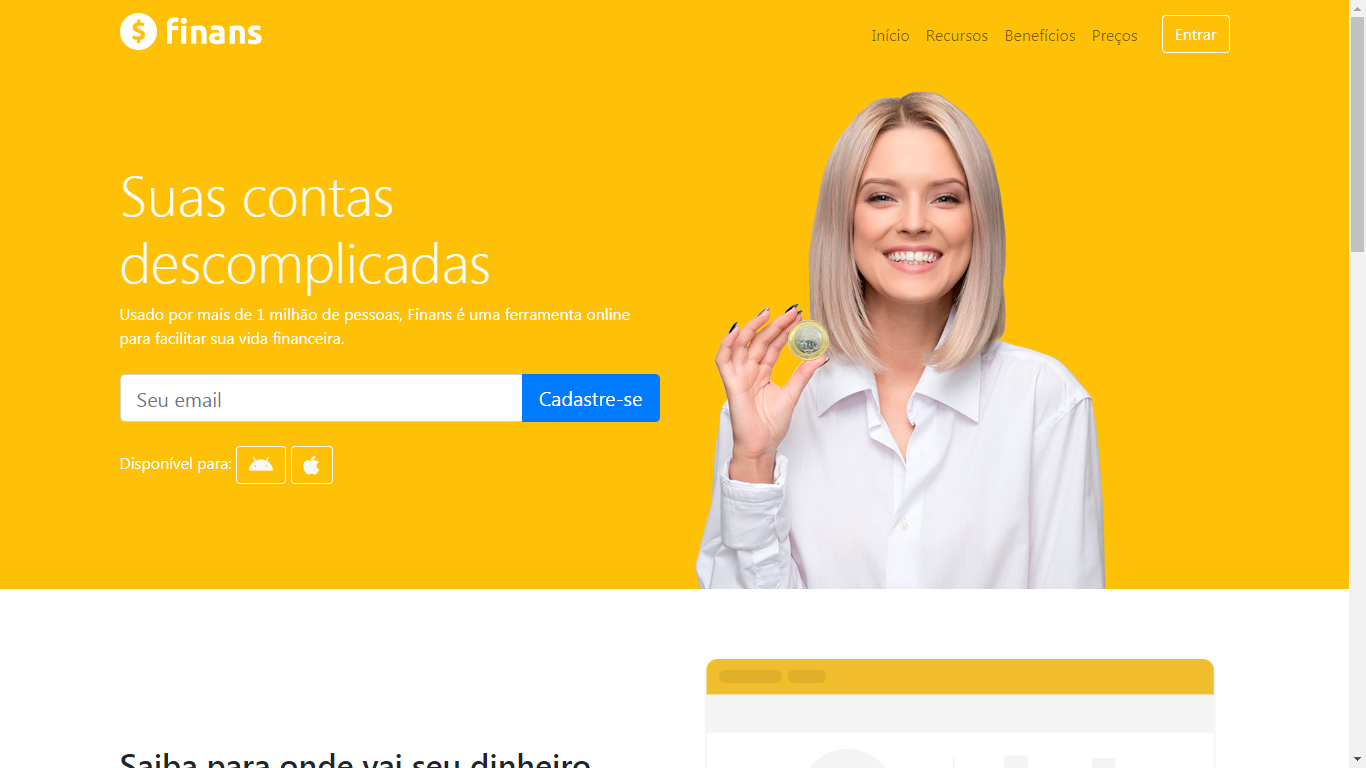 finans
Início Recursos Benefícios Preços Entrar
Suas contas
descomplicadas
Usado por mais de 1 milhão de pessoas, Finans é uma ferramenta online
para facilitar sua vida financeira.
Seu email Cadastre-se
Disponível para:
Saiba para onde vai seu dinheiro